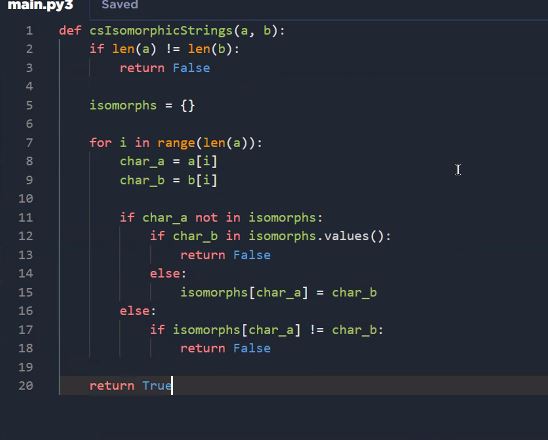 main.py3 Saved
1 def csIsomorphicStrings(a, b):
2     if len(a) != len(b):
3         return False
4
5     isomorphs = {}
6
7     for i in range(len(a)):
8         char_a = a[i]
9         char_b = b[i]
10
11         if char_a not in isomorphs:
12             if char_b in isomorphs.values():
13                 return False
14             else:
15                 isomorphs[char_a] = char_b
16         else:
17             if isomorphs[char_a] != char_b:
18                 return False
19
20     return True